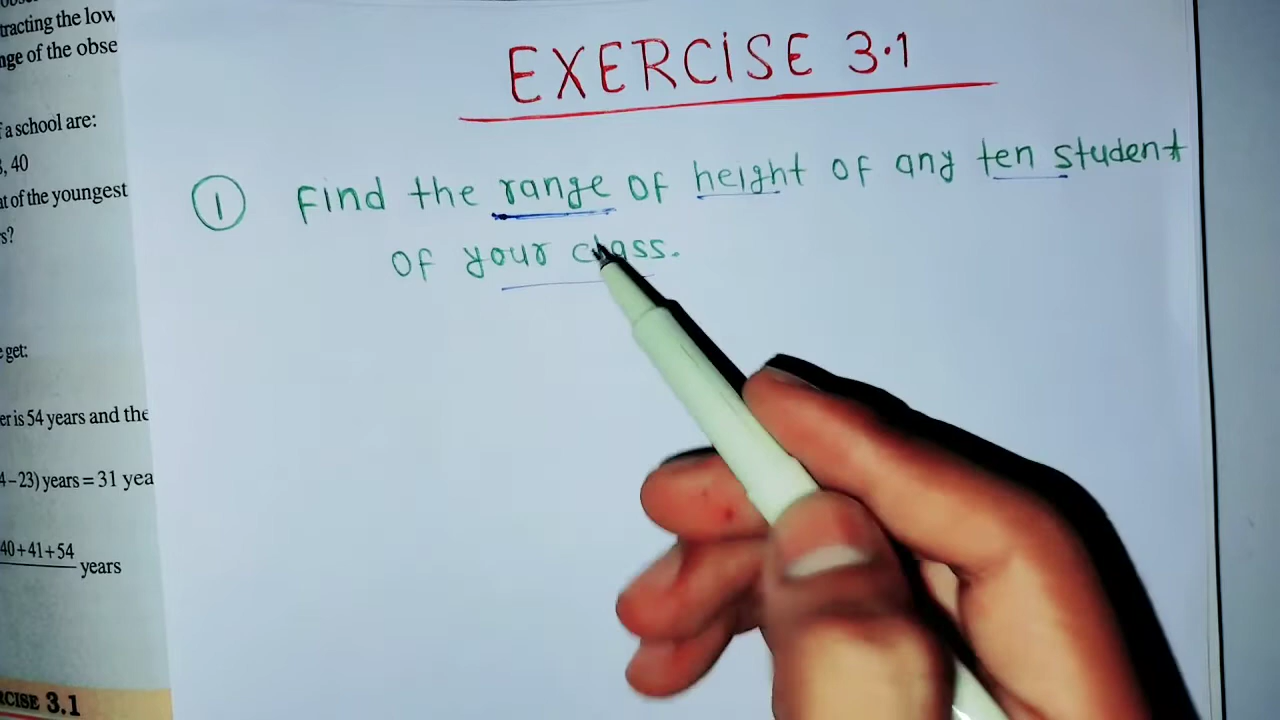 tracting the low
nge of the obse
f a school are:
, 40
at of the youngest
s?
e get:
er is 54 years and the
4–23) years = 31 yea
40+41+54
years
RCISE 3.1
EXERCISE 3.1
1 Find the range of height of any ten student
of your class.